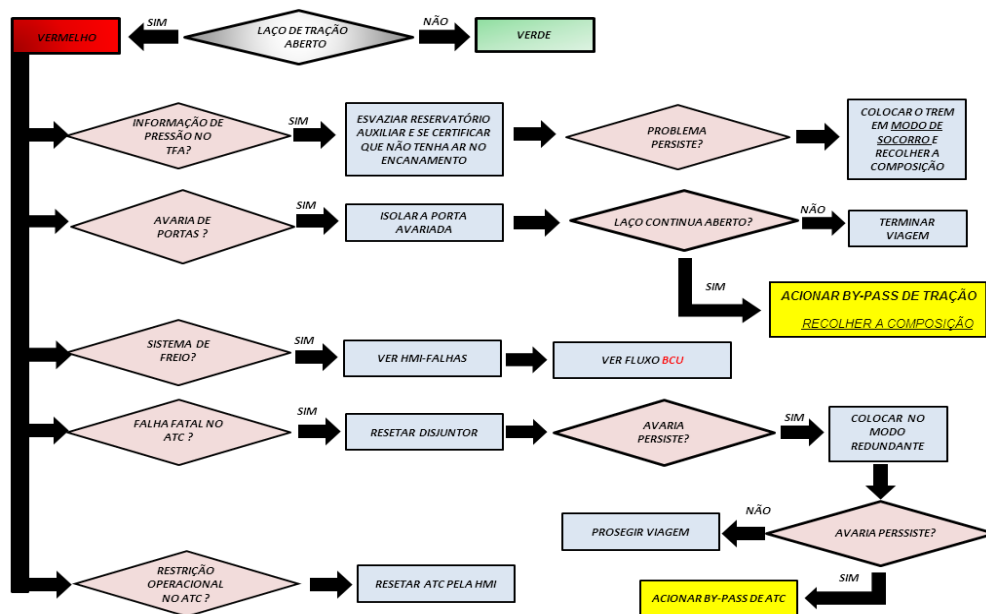 VERMELHO
SIM
LAÇO DE TRAÇÃO
ABERTO
NÃO
VERDE
INFORMAÇÃO DE
PRESSÃO NO
TFA?
SIM
ESVAZIAR RESERVATÓRIO
AUXILIAR E SE CERTIFICAR
QUE NÃO TENHA AR NO
ENCANAMENTO
PROBLEMA
PERSISTE?
COLOCAR O TREM
EM MODO DE
SOCORRO E
RECOLHER A
COMPOSIÇÃO
AVARIA DE
PORTAS ?
SIM
ISOLAR A PORTA
AVARIADA
LAÇO CONTINUA ABERTO?
NÃO
TERMINAR
VIAGEM
SIM
ACIONAR BY-PASS DE TRAÇÃO
RECOLHER A COMPOSIÇÃO
SISTEMA DE
FREIO?
SIM
VER HMI-FALHAS
VER FLUXO BCU
FALHA FATAL NO
ATC ?
SIM
RESETAR DISJUNTOR
AVARIA
PERSISTE?
SIM
COLOCAR NO
MODO
REDUNDANTE
AVARIA PERSSISTE?
NÃO
PROSEGIR VIAGEM
SIM
ACIONAR BY-PASS DE ATC
RESTRIÇÃO
OPERACIONAL
NO ATC ?
RESETAR ATC PELA HMI